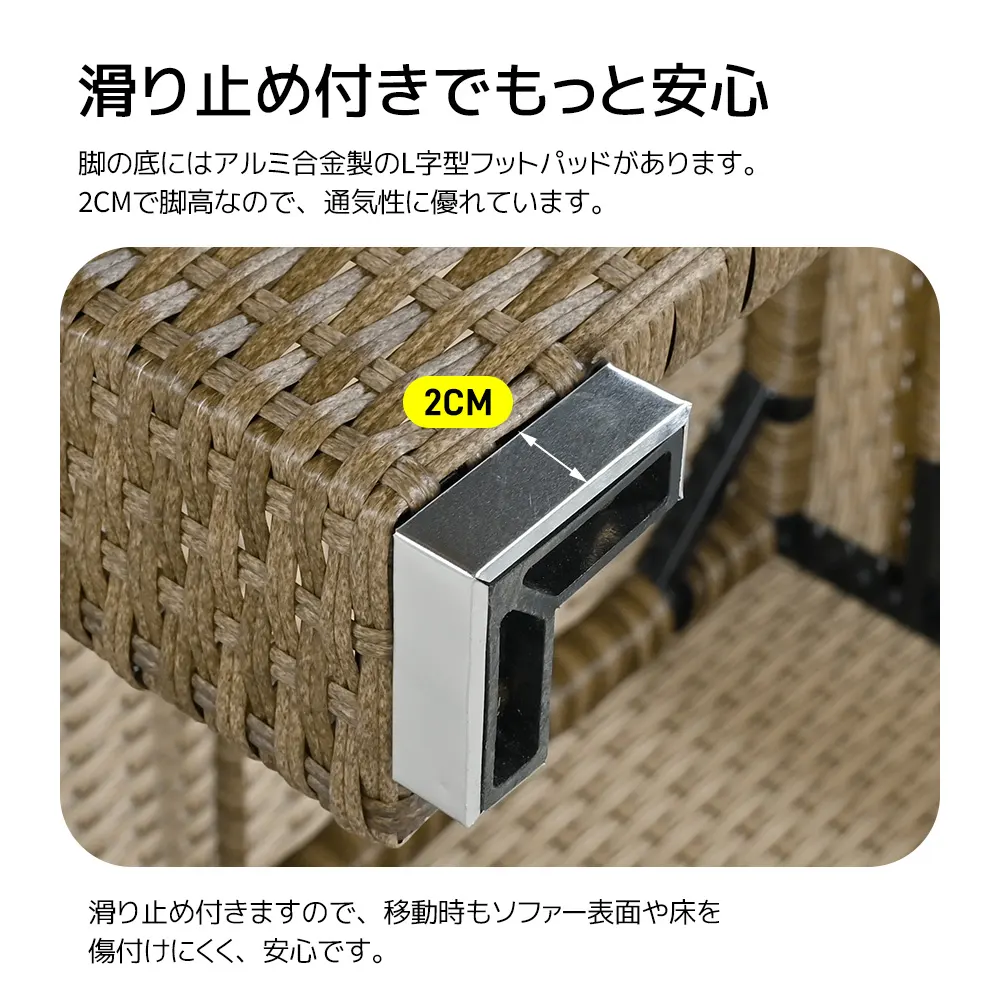 滑り止め付きでもっと安心
脚の底にはアルミ合金製のL字型フットパッドがあります。
2CMで脚高なので、通気性に優れています。
2CM
滑り止め付きますので、移動時もソファー表面や床を
傷付けにくく、安心です。